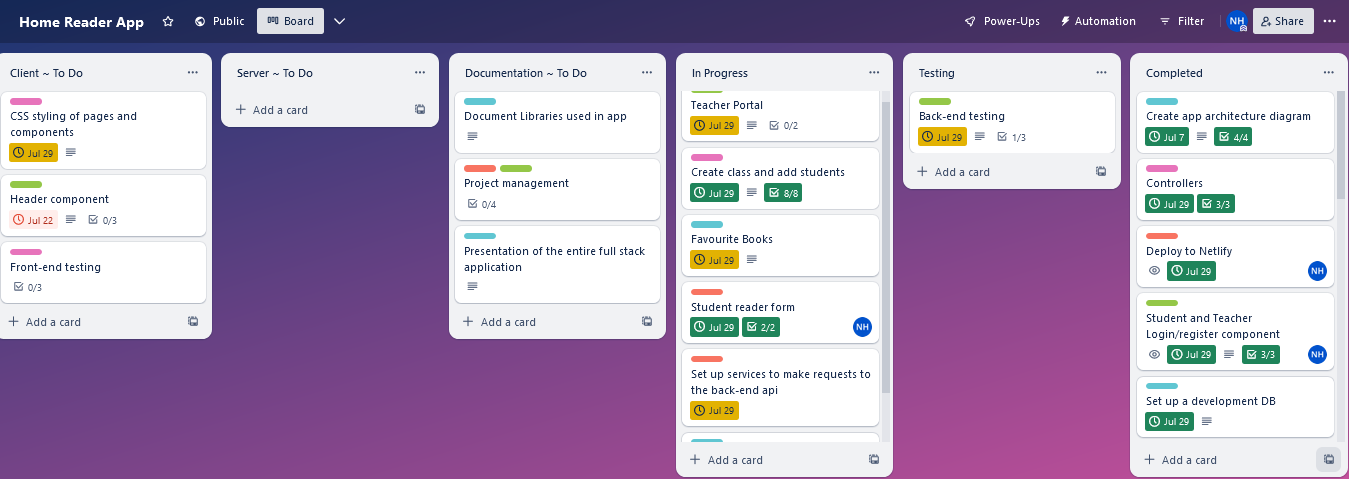 Home Reader App
Public
Board
Power-Ups
Automation
Filter
NH
Share
Client ~ To Do
CSS styling of pages and
components
Jul 29
Header component
Jul 22
0/3
Front-end testing
0/3
Add a card
Server ~ To Do
Add a card
Documentation ~ To Do
Document Libraries used in app
Project management
0/4
Presentation of the entire full stack
application
Add a card
In Progress
Teacher Portal
Jul 29
0/2
Create class and add students
Jul 29
8/8
Favourite Books
Jul 29
Student reader form
Jul 29
2/2
NH
Set up services to make requests to
the back-end api
Jul 29
Add a card
Testing
Back-end testing
Jul 29
1/3
Add a card
Completed
Create app architecture diagram
Jul 7
4/4
Controllers
Jul 29
3/3
Deploy to Netlify
Jul 29
NH
Student and Teacher
Login/register component
Jul 29
3/3
NH
Set up a development DB
Jul 29
Add a card